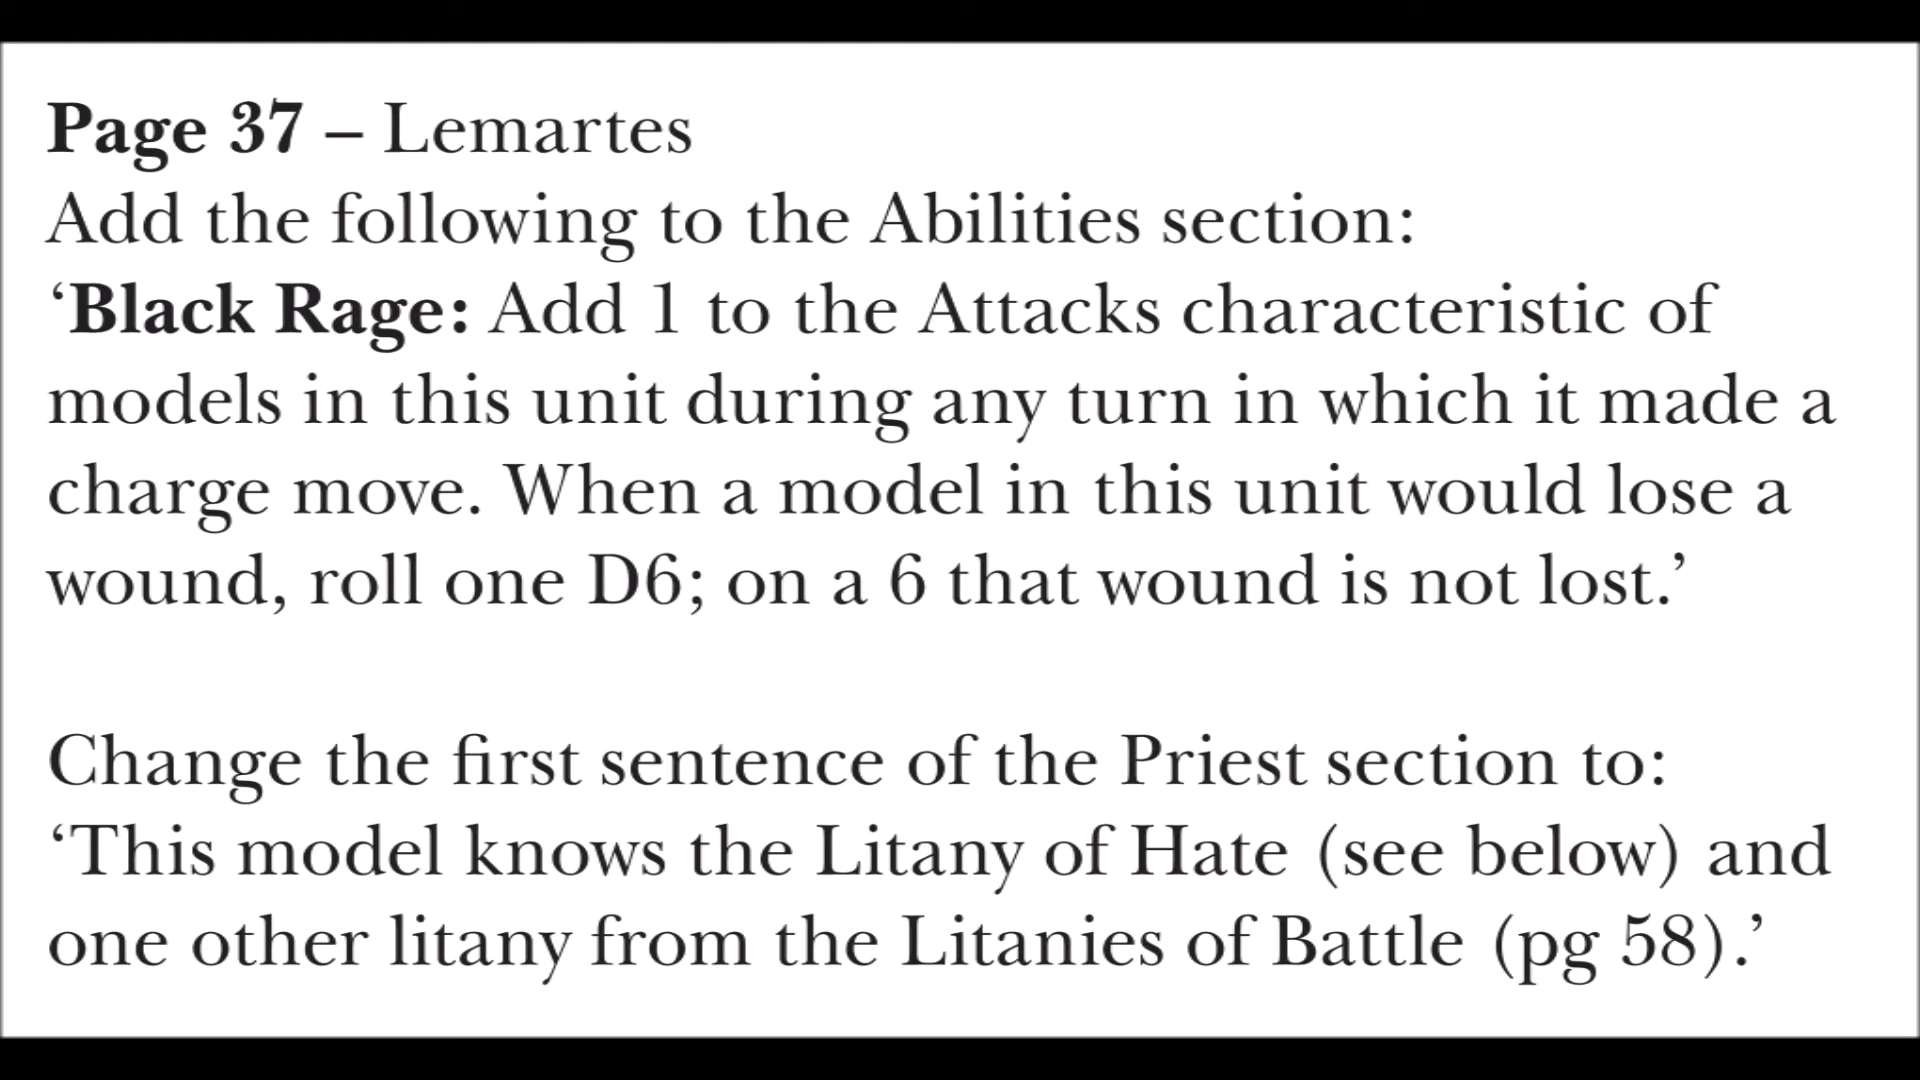 Page 37 – Lemartes
Add the following to the Abilities section:
‘Black Rage: Add 1 to the Attacks characteristic of
models in this unit during any turn in which it made a
charge move. When a model in this unit would lose a
wound, roll one D6; on a 6 that wound is not lost.’
Change the first sentence of the Priest section to:
‘This model knows the Litany of Hate (see below) and
one other litany from the Litanies of Battle (pg 58).’